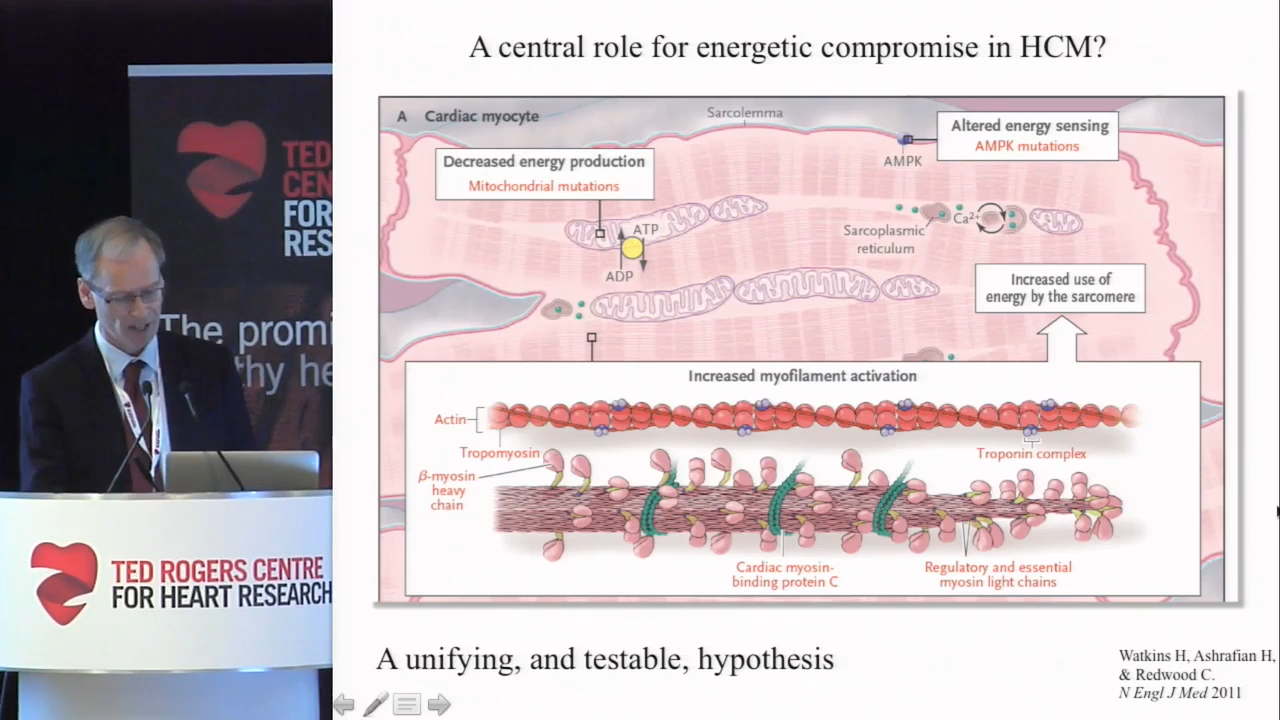 A central role for energetic compromise in HCM?
A Cardiac myocyte
Sarcolemma
Altered energy sensing
AMPK mutations
AMPK
Decreased energy production
Mitochondrial mutations
ATP
ADP
Sarcoplasmic
reticulum
Ca2+
Increased use of
energy by the sarcomere
Increased myofilament activation
Actin
Tropomyosin
Troponin complex
β-myosin
heavy
chain
Cardiac myosin-
binding protein C
Regulatory and essential
myosin light chains
A unifying, and testable, hypothesis
Watkins H, Ashrafian H,
& Redwood C.
N Engl J Med 2011
TED
CEN
FOR
RES
The promi
thy he
TED ROGERS CENTRE
FOR HEART RESEARCH